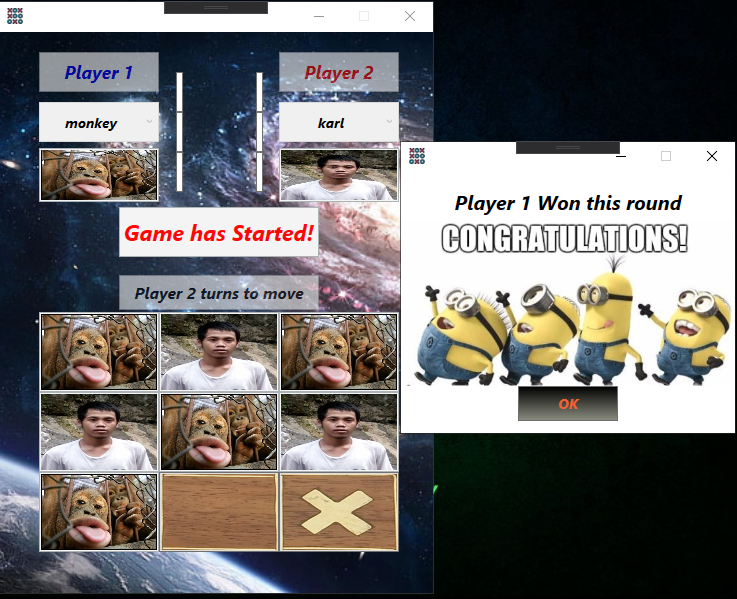 Player 1
Player 2
monkey
karl
Game has Started!
Player 2 turns to move
Player 1 Won this round
CONGRATULATIONS!
OK